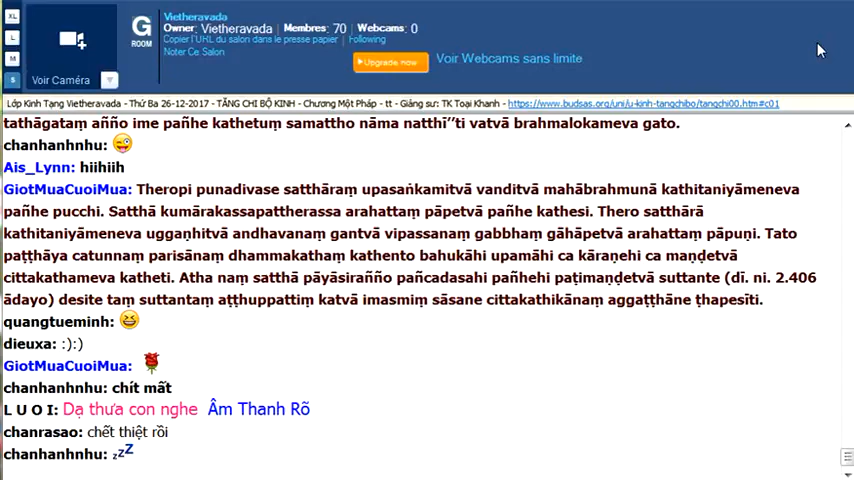 XL
L
M
S
Voir Caméra
G
ROOM
Vietheravada
Owner: Vietheravada | Membres: 70 | Webcams: 0
Copier l'URL du salon dans le presse papier | Following
Noter Ce Salon
Upgrade now
Voir Webcams sans limite
Lớp Kinh Tạng Vietheravada - Thứ Ba 26-12-2017 - TĂNG CHI BỘ KINH - Chương Một Pháp - tt - Giảng sư: TK Toại Khanh - https://www.budsas.org/uni/u-kinh-tangchibo/tangchi00.htm#c01
tathāgataṃ añño ime pañhe kathetuṃ samattho nāma natthī’’ti vatvā brahmalokameva gato.
chanhanhnhu:
Ais_Lynn: hiihiih
GiotMuaCuoiMua: Theropi punadivase satthāraṃ upasaṅkamitvā vanditvā mahābrahmunā kathitaniyāmeneva
pañhe pucchi. Satthā kumārakassapattherassa arahattaṃ pāpetvā pañhe kathesi. Thero satthārā
kathitaniyāmeneva uggaṇhitvā andhavanaṃ gantvā vipassanaṃ gabbhaṃ gāhāpetvā arahattaṃ pāpuṇi. Tato
paṭṭhāya catunnaṃ parisānaṃ dhammakathaṃ kathento bahukāhi upamāhi ca kāraṇehi ca maṇḍetvā
cittakathameva katheti. Atha naṃ satthā pāyāsirañño pañcadasahi pañhehi paṭimaṇḍetvā suttante (dī. ni. 2.406
ādayo) desite taṃ suttantaṃ aṭṭhuppattiṃ katvā imasmiṃ sāsane cittakathikānaṃ aggaṭṭhāne ṭhapesīti.
quangtueminh:
dieuxa: :):)
GiotMuaCuoiMua:
chanhanhnhu: chít mất
L U O I: Dạ thưa con nghe Âm Thanh Rõ
chanrasao: chết thiệt rồi
chanhanhnhu: zzZ